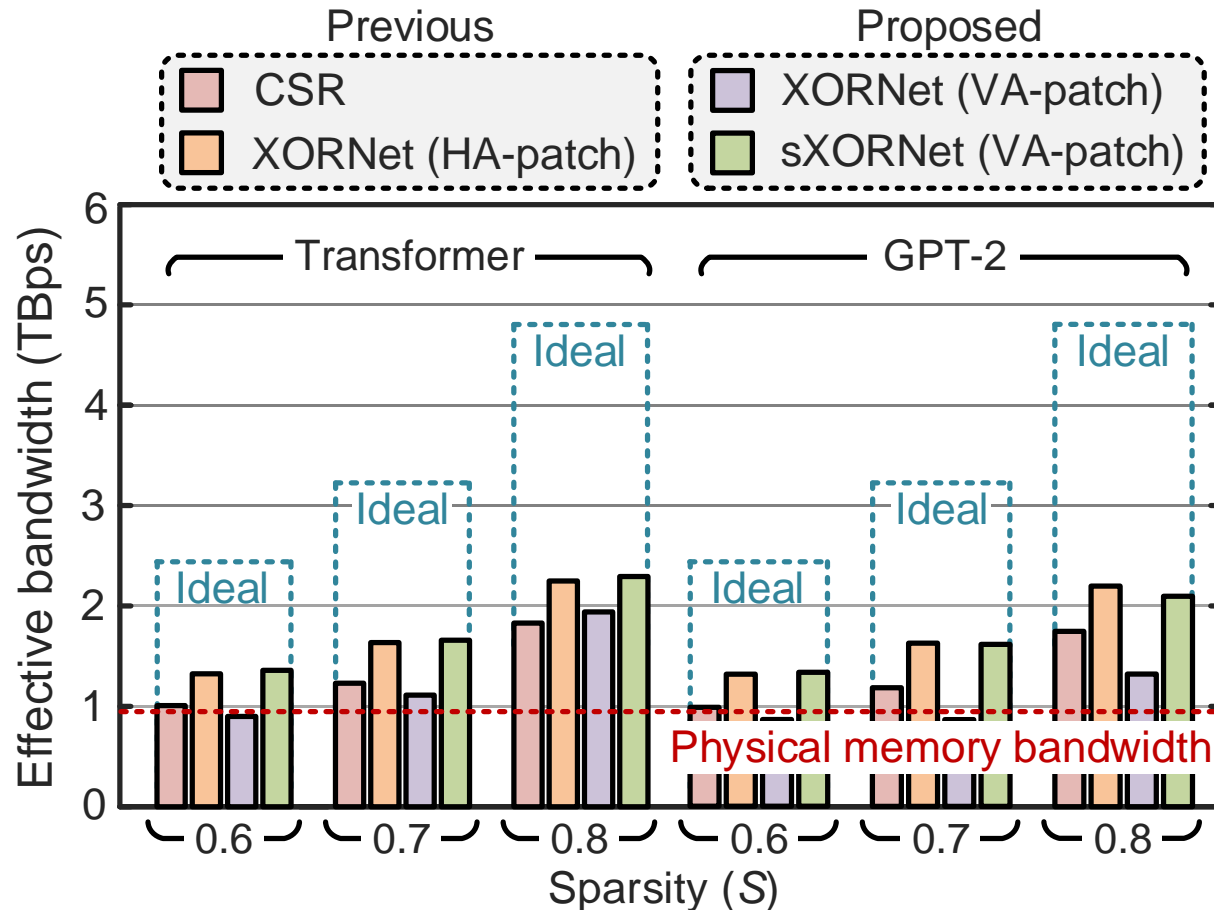 Previous
CSR
XORNet (HA-patch)
Proposed
XORNet (VA-patch)
sXORNet (VA-patch)
Effective bandwidth (TBps)
6
5
4
3
2
1
0
Transformer
GPT-2
Ideal
Ideal
Ideal
Ideal
Ideal
Ideal
Physical memory bandwidth
0.6
0.7
0.8
0.6
0.7
0.8
Sparsity (S)